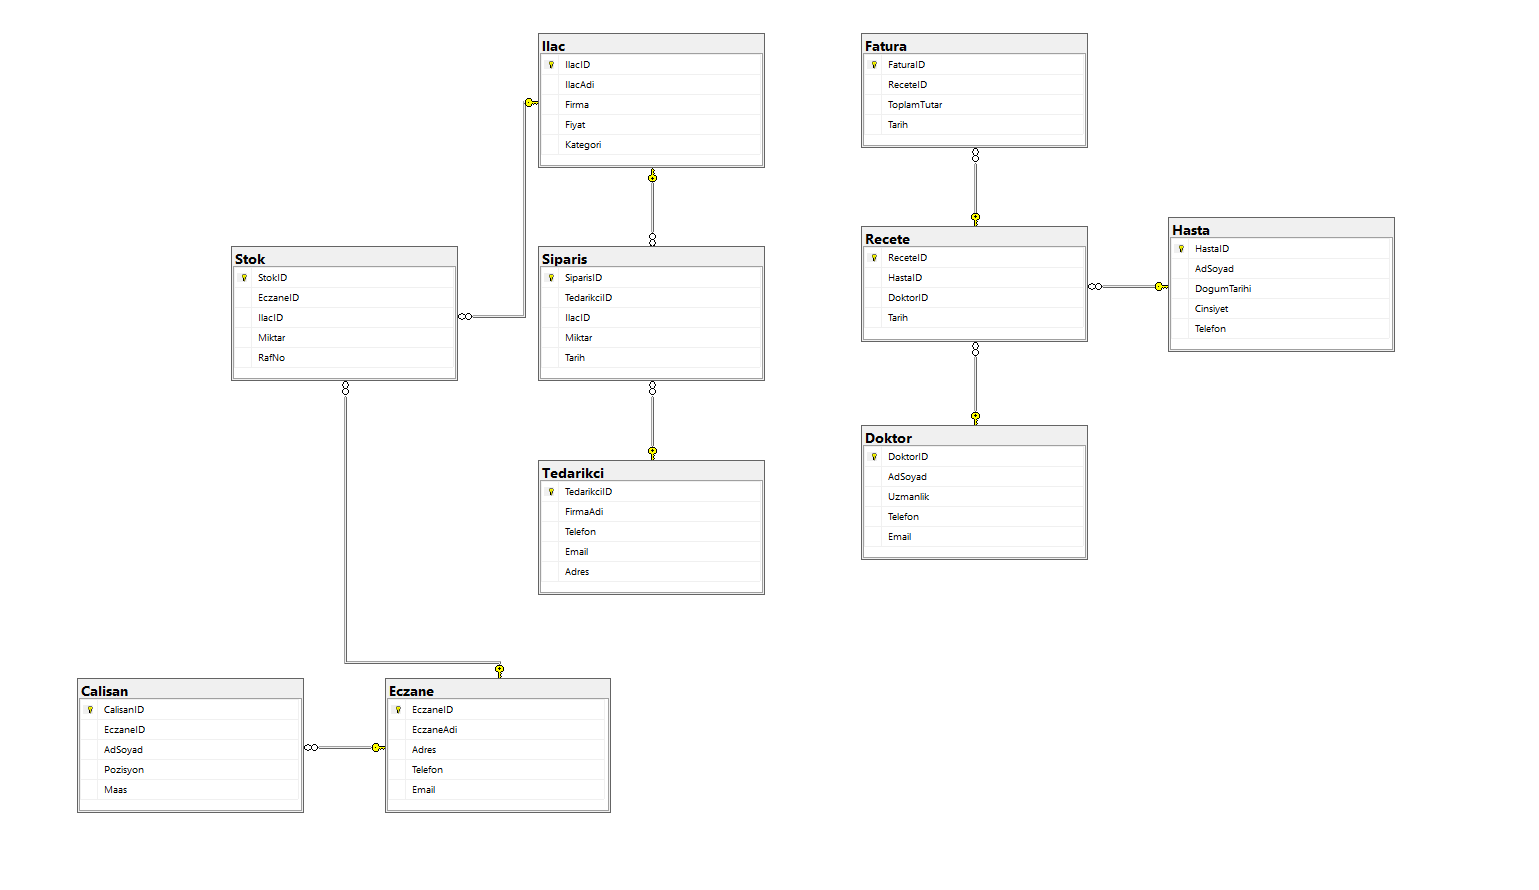 Ilac
IlacID
IlacAdi
Firma
Fiyat
Kategori
Fatura
FaturaID
ReceteID
ToplamTutar
Tarih
Stok
StokID
EczaneID
IlacID
Miktar
RafNo
Siparis
SiparisID
TedarikciID
IlacID
Miktar
Tarih
Recete
ReceteID
HastaID
DoktorID
Tarih
Hasta
HastaID
AdSoyad
DogumTarihi
Cinsiyet
Telefon
Tedarikci
TedarikciID
FirmaAdi
Telefon
Email
Adres
Doktor
DoktorID
AdSoyad
Uzmanlik
Telefon
Email
Calisan
CalisanID
EczaneID
AdSoyad
Pozisyon
Maas
Eczane
EczaneID
EczaneAdi
Adres
Telefon
Email